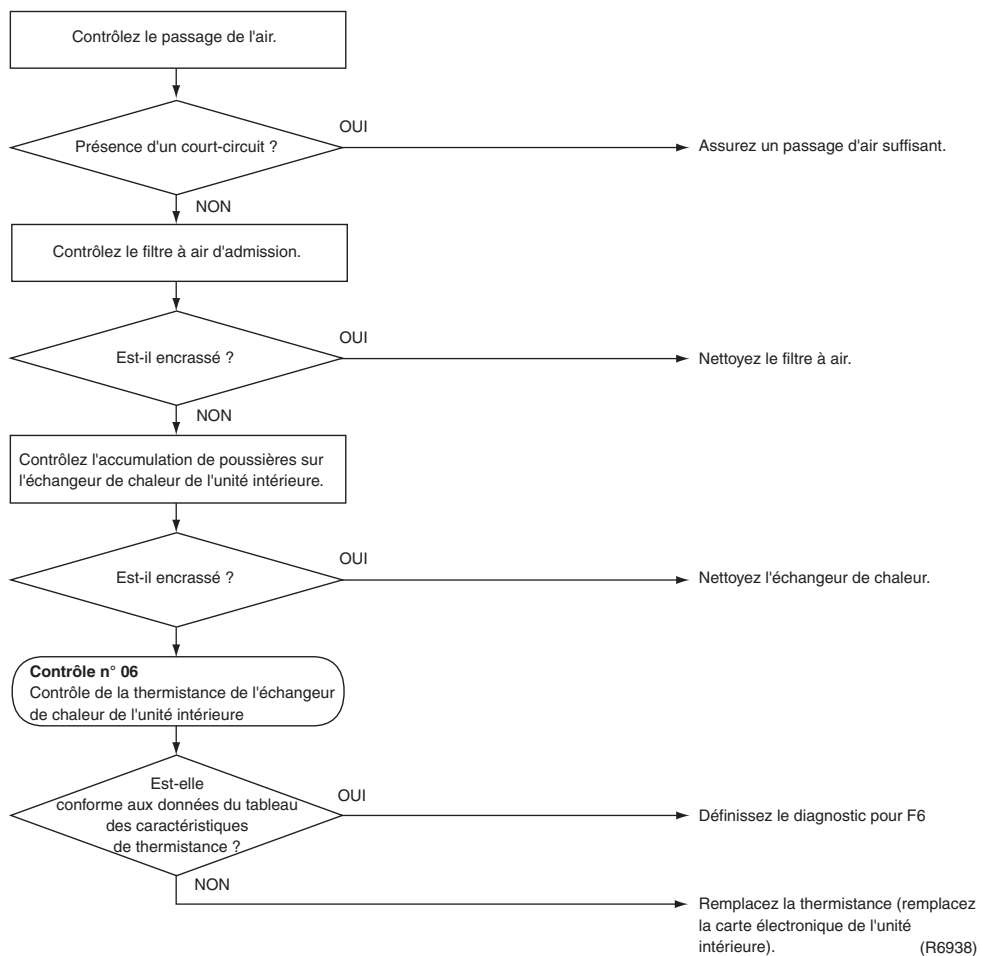 Contrôlez le passage de l'air.
Présence d'un court-circuit ?
OUI
Assurez un passage d'air suffisant.
NON
Contrôlez le filtre à air d'admission.
Est-il encrassé ?
OUI
Nettoyez le filtre à air.
NON
Contrôlez l'accumulation de poussières sur
l'échangeur de chaleur de l'unité intérieure.
Est-il encrassé ?
OUI
Nettoyez l'échangeur de chaleur.
Contrôle n° 06
Contrôle de la thermistance de l'échangeur
de chaleur de l'unité intérieure
Est-elle
conforme aux données du tableau
des caractéristiques
de thermistance ?
OUI
Définissez le diagnostic pour F6
NON
Remplacez la thermistance (remplacez
la carte électronique de l'unité
intérieure).
(R6938)